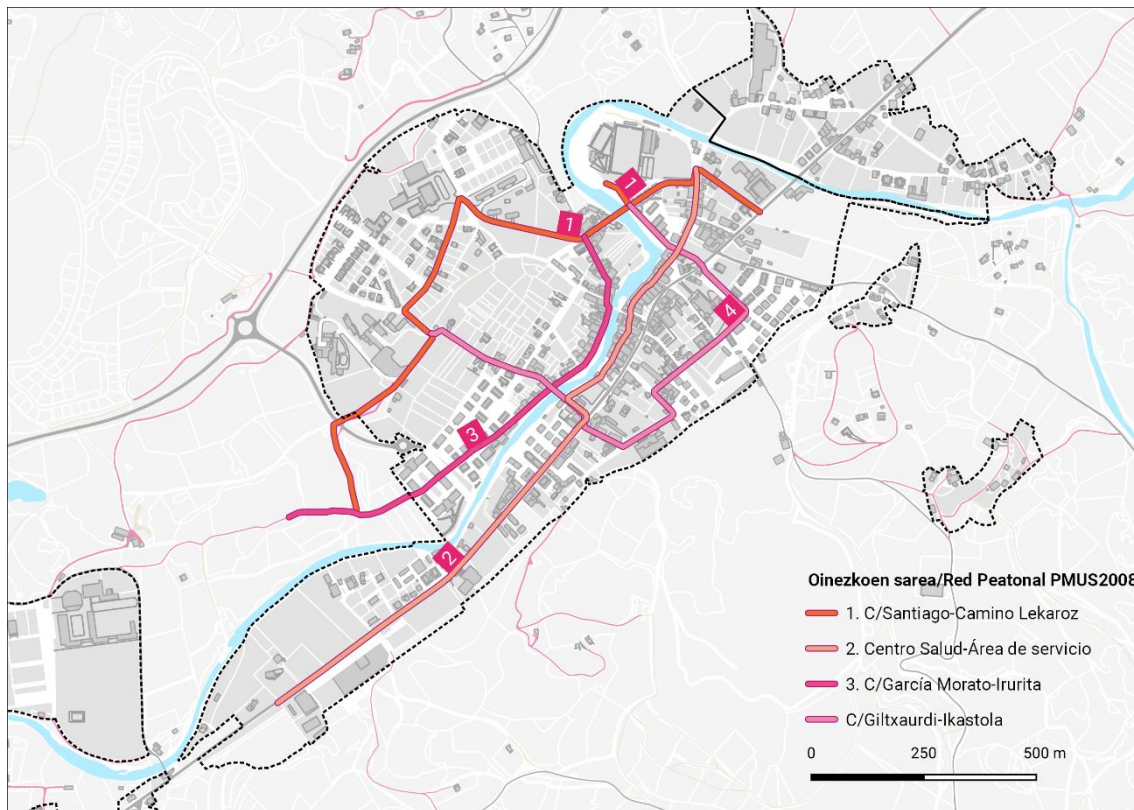 1
1
4
3
2
Oinezkoen sarea/Red Peatonal PMUS2008
1. C/Santiago-Camino Lekaroz
2. Centro Salud-Área de servicio
3. C/García Morato-Irurita
C/Giltxaurdi-Ikastola
0 250 500 m